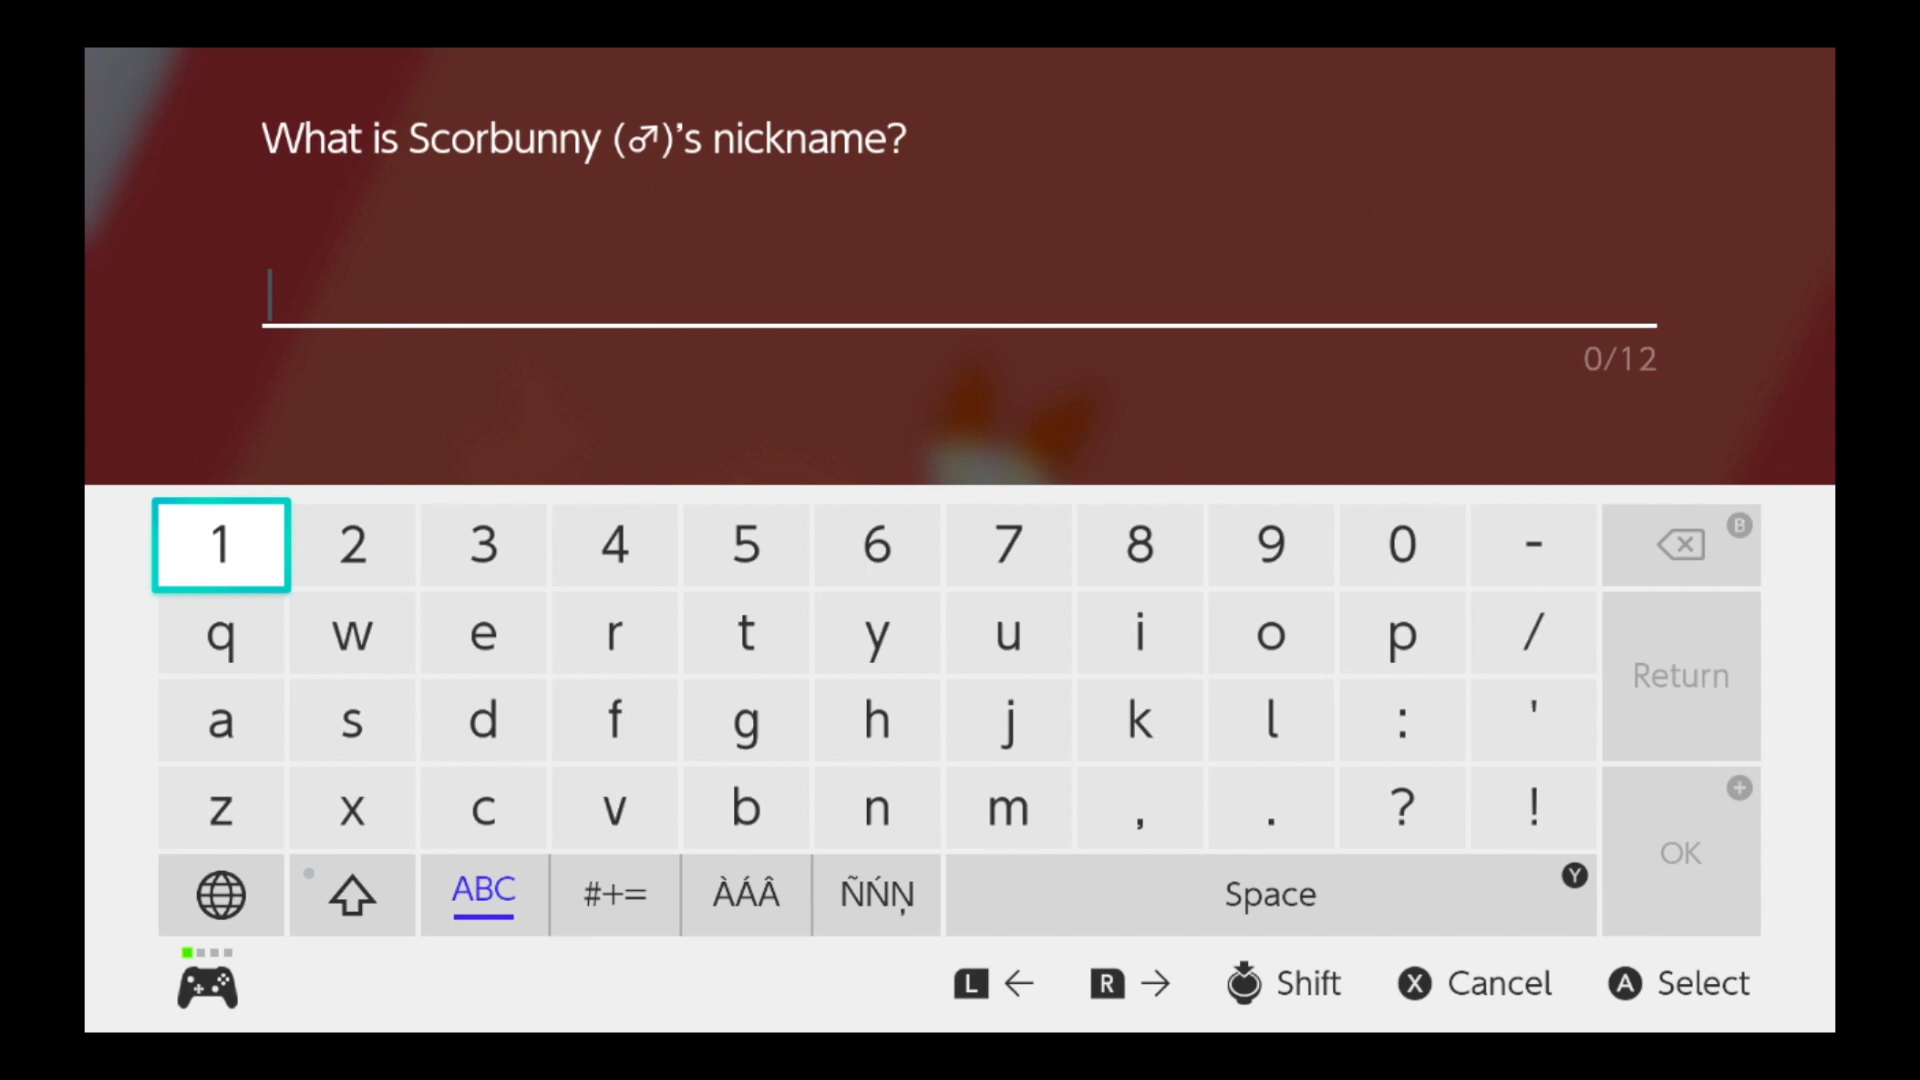 What is Scorbunny (♂)'s nickname?
0/12
1 2 3 4 5 6 7 8 9 0 - B
q w e r t y u i o p /
Return
a s d f g h j k l : '
z x c v b n m , . ? ! +
OK
ABC #+= ÀÁÂ ÑŃŅ Space Y
L ← R → Shift X Cancel A Select